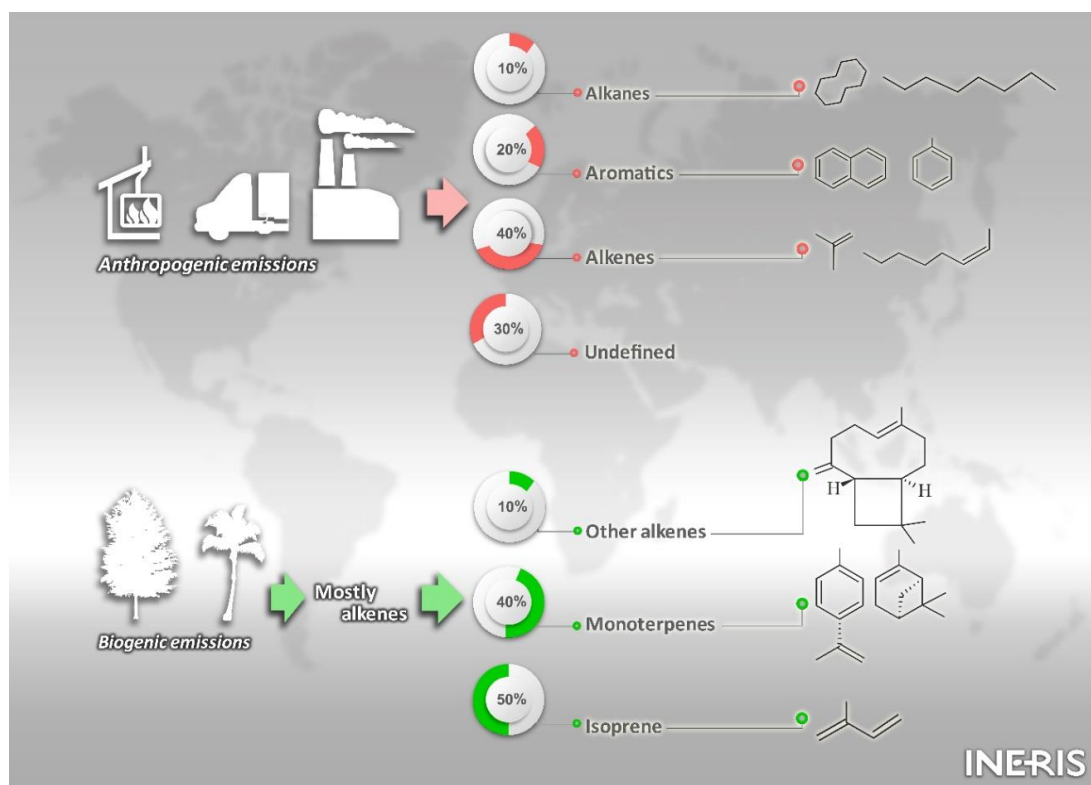 10%
Alkanes
20%
Aromatics
40%
Alkenes
Anthropogenic emissions
30%
Undefined
10%
Other alkenes
H
H
Mostly
alkenes
40%
Monoterpenes
Biogenic emissions
50%
Isoprene
INERIS